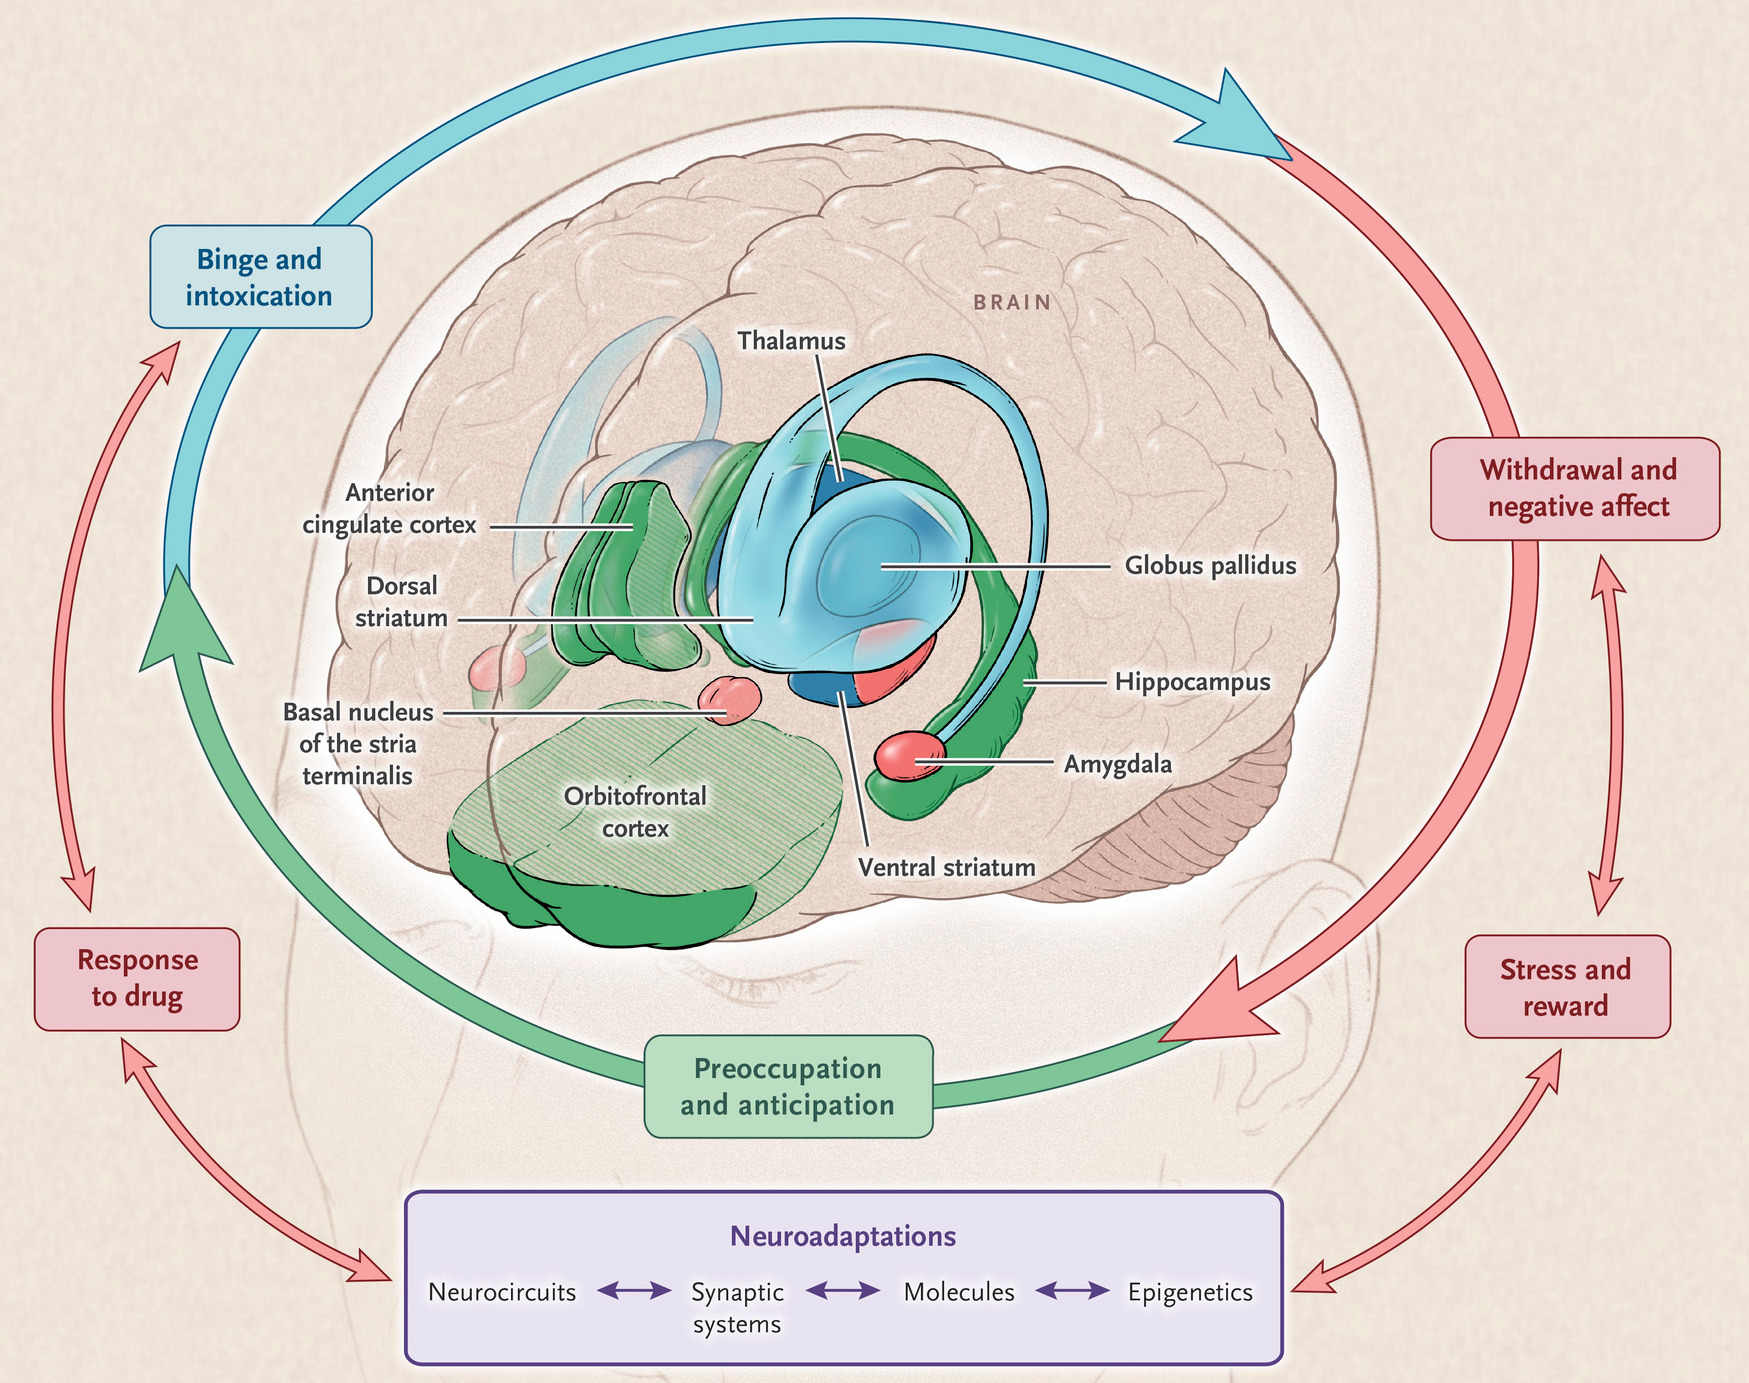 Binge and
intoxication
BRAIN
Thalamus
Withdrawal and
negative affect
Anterior
cingulate cortex
Globus pallidus
Dorsal
striatum
Hippocampus
Basal nucleus
of the stria
terminalis
Amygdala
Orbitofrontal
cortex
Ventral striatum
Response
to drug
Stress and
reward
Preoccupation
and anticipation
Neuroadaptations
Neurocircuits
Synaptic
systems
Molecules
Epigenetics